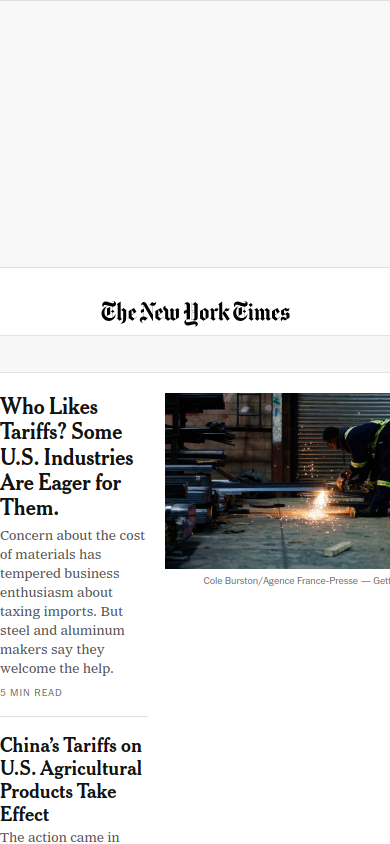 The New York Times
Who Likes
Tariffs? Some
U.S. Industries
Are Eager for
Them.
Concern about the cost
of materials has
tempered business
enthusiasm about
taxing imports. But
steel and aluminum
makers say they
welcome the help.
5 MIN READ
Cole Burston/Agence France-Presse —
China’s Tariffs on
U.S. Agricultural
Products Take
Effect
The action came in